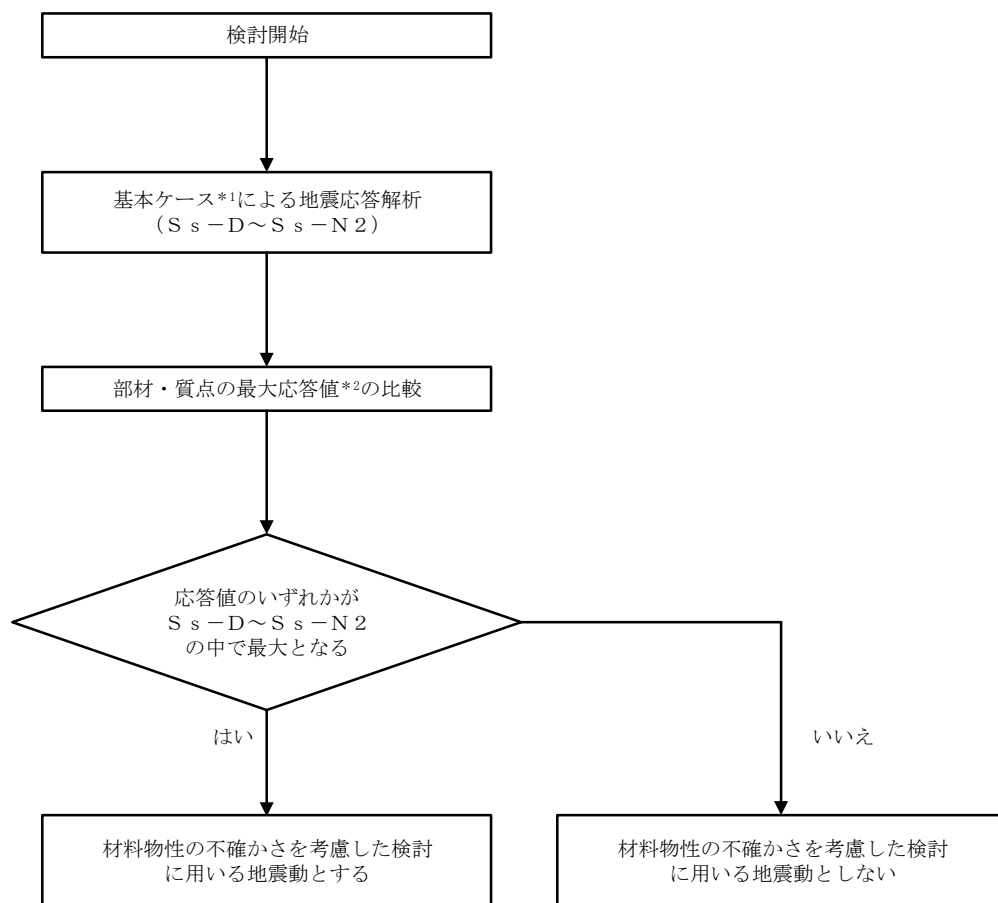 検討開始
基本ケース*1による地震応答解析
（Ｓｓ－Ｄ～Ｓｓ－Ｎ２）
部材・質点の最大応答値*2の比較
応答値のいずれかが
Ｓｓ－Ｄ～Ｓｓ－Ｎ２
の中で最大となる
はい
いいえ
材料物性の不確かさを考慮した検討
に用いる地震動とする
材料物性の不確かさを考慮した検討
に用いる地震動としない